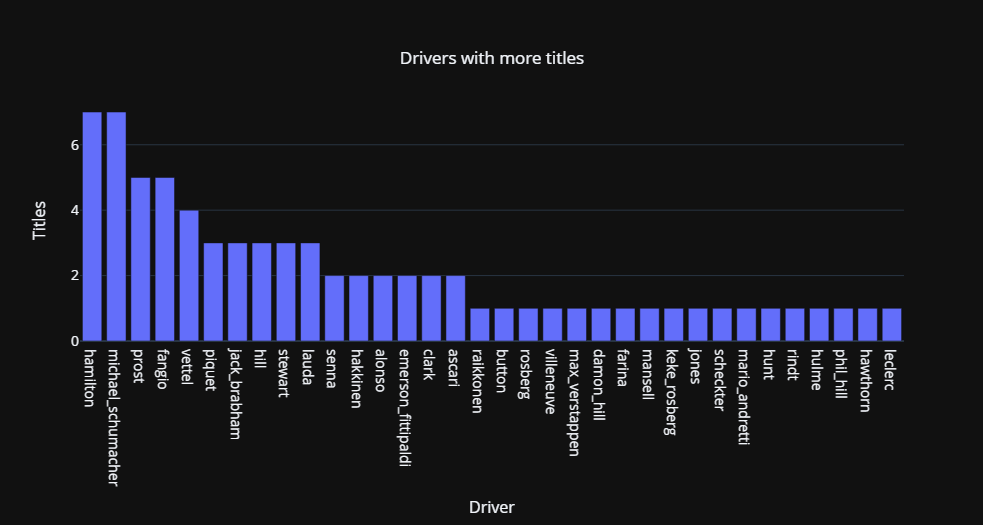 Drivers with more titles
Titles
6
4
2
0
hamilton
michael_schumacher
prost
fangio
vettel
piquet
jack_brabham
hill
stewart
lauda
senna
hakkinen
alonso
emerson_fittipaldi
clark
ascari
raikkonen
button
rosberg
villeneuve
max_verstappen
damon_hill
farina
mansell
keke_rosberg
jones
scheckter
mario_andretti
hunt
rindt
hulme
phil_hill
hawthorn
leclerc
Driver